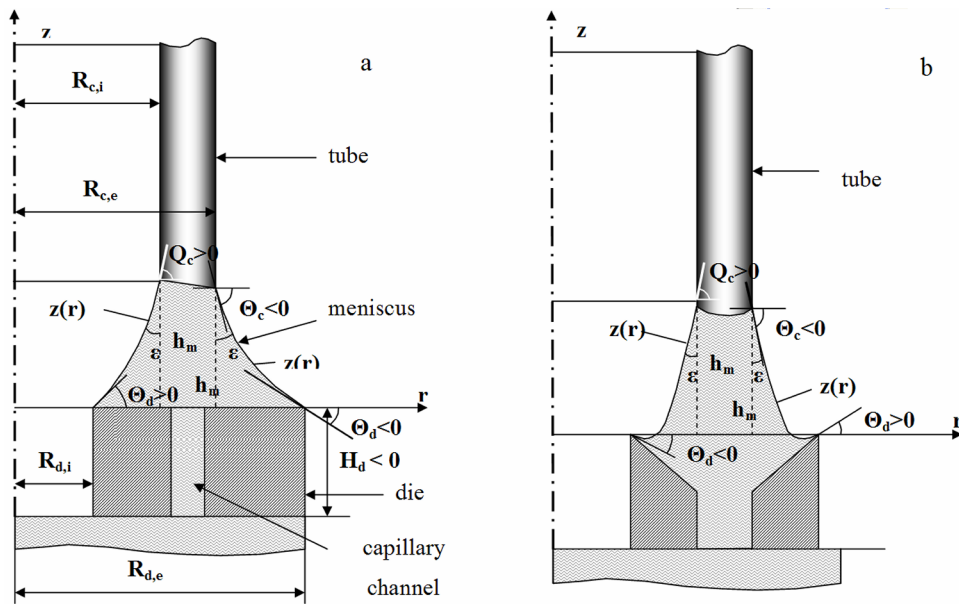 z
a
R_c,i
tube
R_c,e
Q_c>0
Θ_c<0
z(r)
meniscus
h_m
ε
ε
z(r)
h_m
Θ_d>0
r
Θ_d<0
R_d,i
H_d < 0
die
capillary
channel
R_d,e
z
b
tube
Q_c>0
z(r)
Θ_c<0
h_m
ε
ε
z(r)
h_m
Θ_d>0
r
Θ_d<0